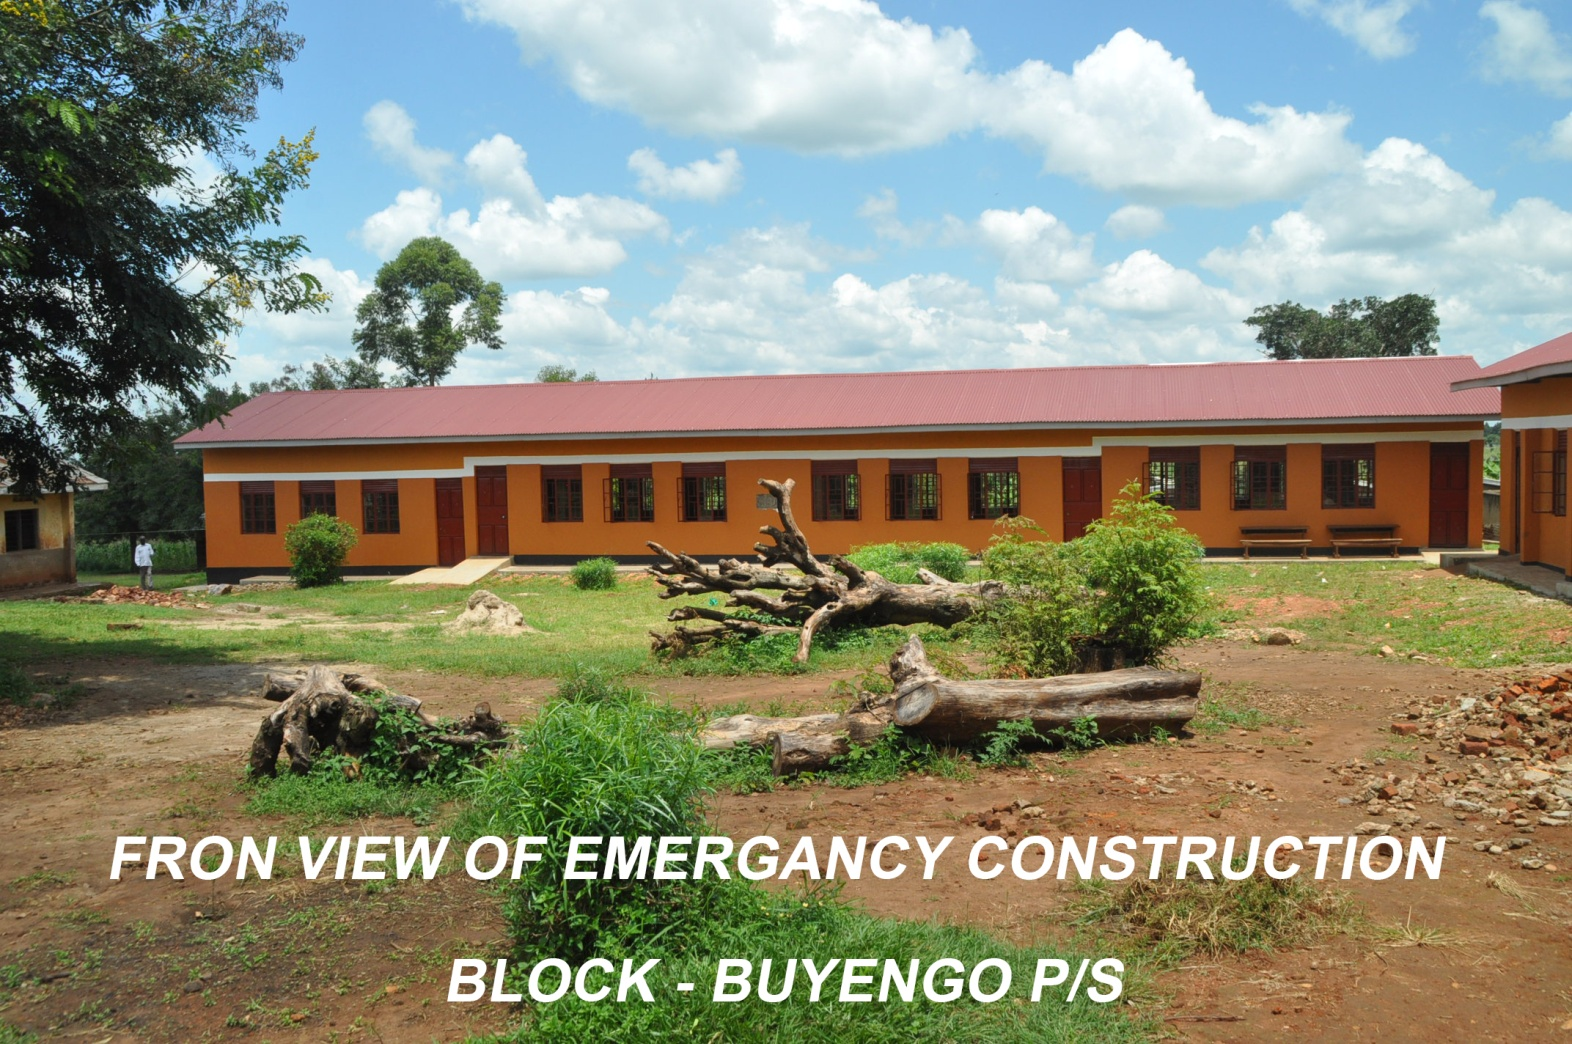 FRON VIEW OF EMERGANCY CONSTRUCTION
BLOCK - BUYENGO P/S